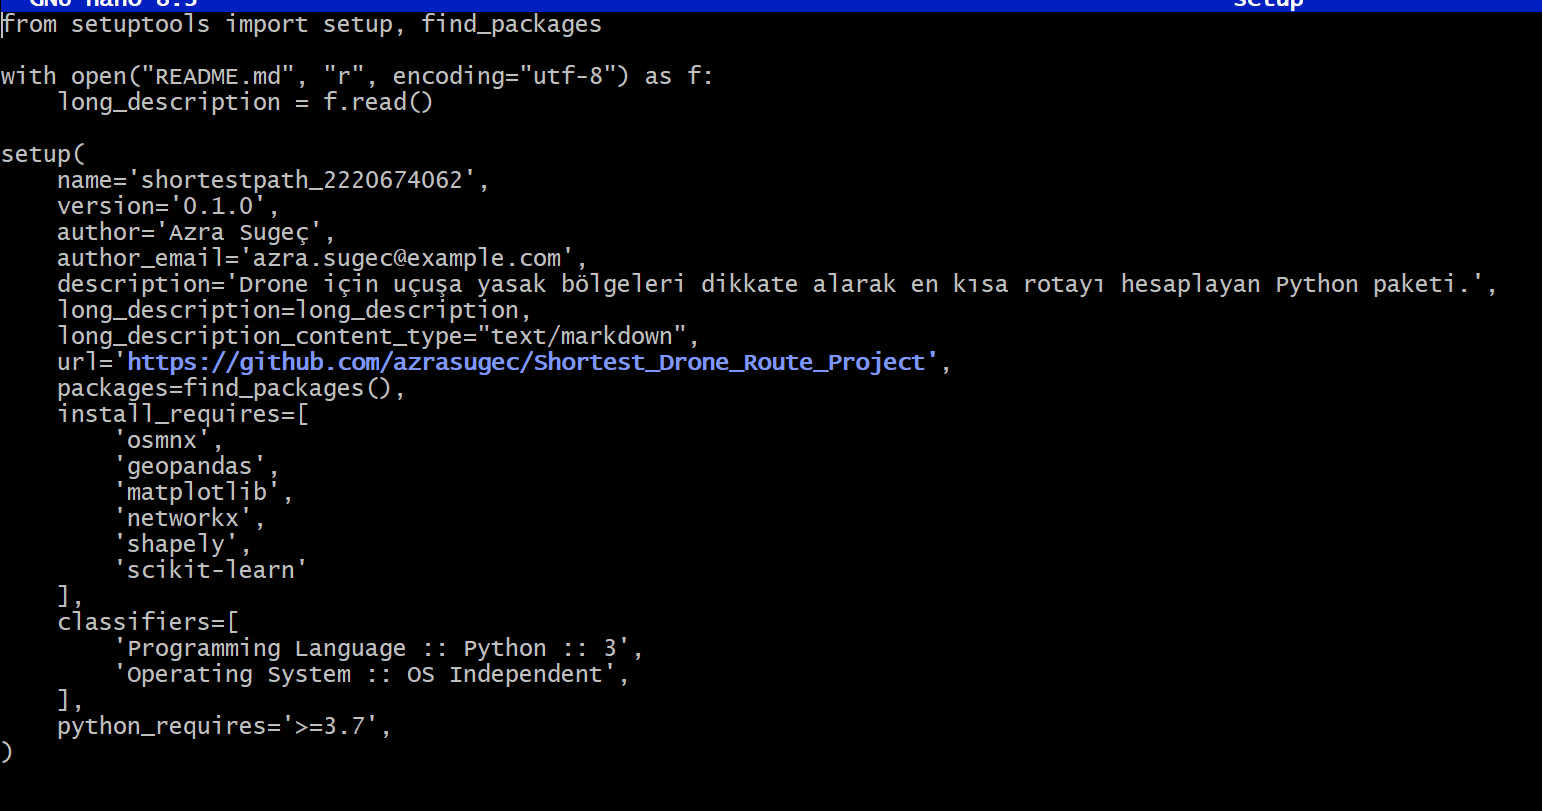 GNU nano 8.3 setup
from setuptools import setup, find_packages
with open("README.md", "r", encoding="utf-8") as f:
    long_description = f.read()
setup(
    name='shortestpath_2220674062',
    version='0.1.0',
    author='Azra Sugeç',
    author_email='azra.sugec@example.com',
    description='Drone için uçuşa yasak bölgeleri dikkate alarak en kısa rotayı hesaplayan Python paketi.',
    long_description=long_description,
    long_description_content_type="text/markdown",
    url='https://github.com/azrasugec/Shortest_Drone_Route_Project',
    packages=find_packages(),
    install_requires=[
        'osmnx',
        'geopandas',
        'matplotlib',
        'networkx',
        'shapely',
        'scikit-learn'
    ],
    classifiers=[
        'Programming Language :: Python :: 3',
        'Operating System :: OS Independent',
    ],
    python_requires='>=3.7',
)